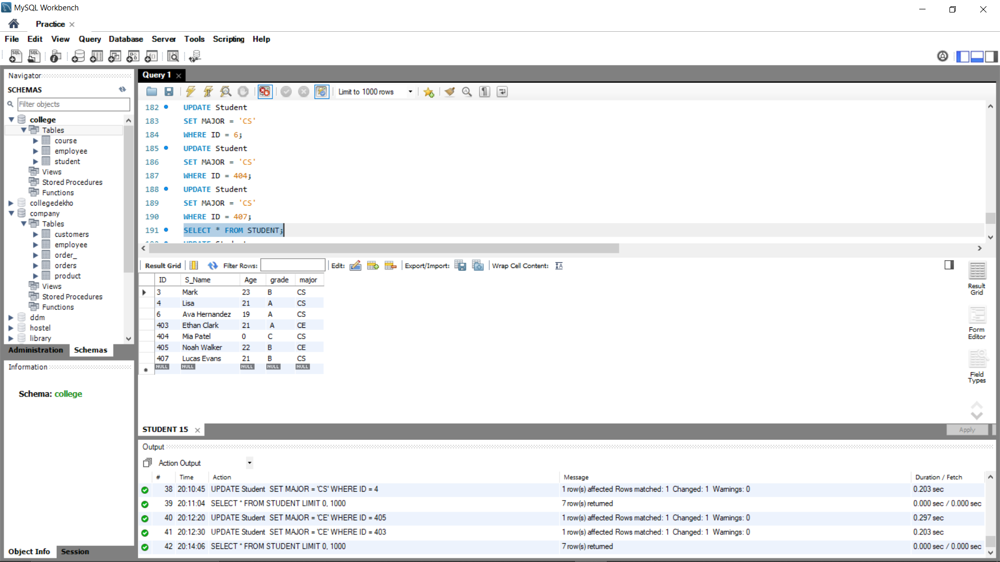 MySQL Workbench
Practice
File Edit View Query Database Server Tools Scripting Help
Navigator
SCHEMAS
Filter objects
college
Tables
course
employee
student
Views
Stored Procedures
Functions
collegedekho
company
Tables
customers
employee
order_
orders
product
Views
Stored Procedures
Functions
ddm
hostel
library
Administration Schemas
Information
Schema: college
Object Info Session
Query 1
Limit to 1000 rows
182 UPDATE Student
183 SET MAJOR = 'CS'
184 WHERE ID = 6;
185 UPDATE Student
186 SET MAJOR = 'CS'
187 WHERE ID = 404;
188 UPDATE Student
189 SET MAJOR = 'CS'
190 WHERE ID = 407;
191 SELECT * FROM STUDENT;
Result Grid Filter Rows: Edit: Export/Import: Wrap Cell Content:
ID S_Name Age grade major
3 Mark 23 B CS
4 Lisa 21 A CS
6 Ava Hernandez 19 A CS
403 Ethan Clark 21 A CE
404 Mia Patel 0 C CS
405 Noah Walker 22 B CE
407 Lucas Evans 21 B CS
NULL NULL NULL NULL NULL
Result
Grid
Form
Editor
Field
Types
STUDENT 15
Apply
Output
Action Output
# Time Action Message Duration / Fetch
38 20:10:45 UPDATE Student SET MAJOR = 'CS' WHERE ID = 4 1 row(s) affected Rows matched: 1 Changed: 1 Warnings: 0 0.203 sec
39 20:11:04 SELECT * FROM STUDENT LIMIT 0, 1000 7 row(s) returned 0.000 sec / 0.000 sec
40 20:12:20 UPDATE Student SET MAJOR = 'CE' WHERE ID = 405 1 row(s) affected Rows matched: 1 Changed: 1 Warnings: 0 0.297 sec
41 20:12:30 UPDATE Student SET MAJOR = 'CE' WHERE ID = 403 1 row(s) affected Rows matched: 1 Changed: 1 Warnings: 0 0.203 sec
42 20:14:06 SELECT * FROM STUDENT LIMIT 0, 1000 7 row(s) returned 0.000 sec / 0.000 sec